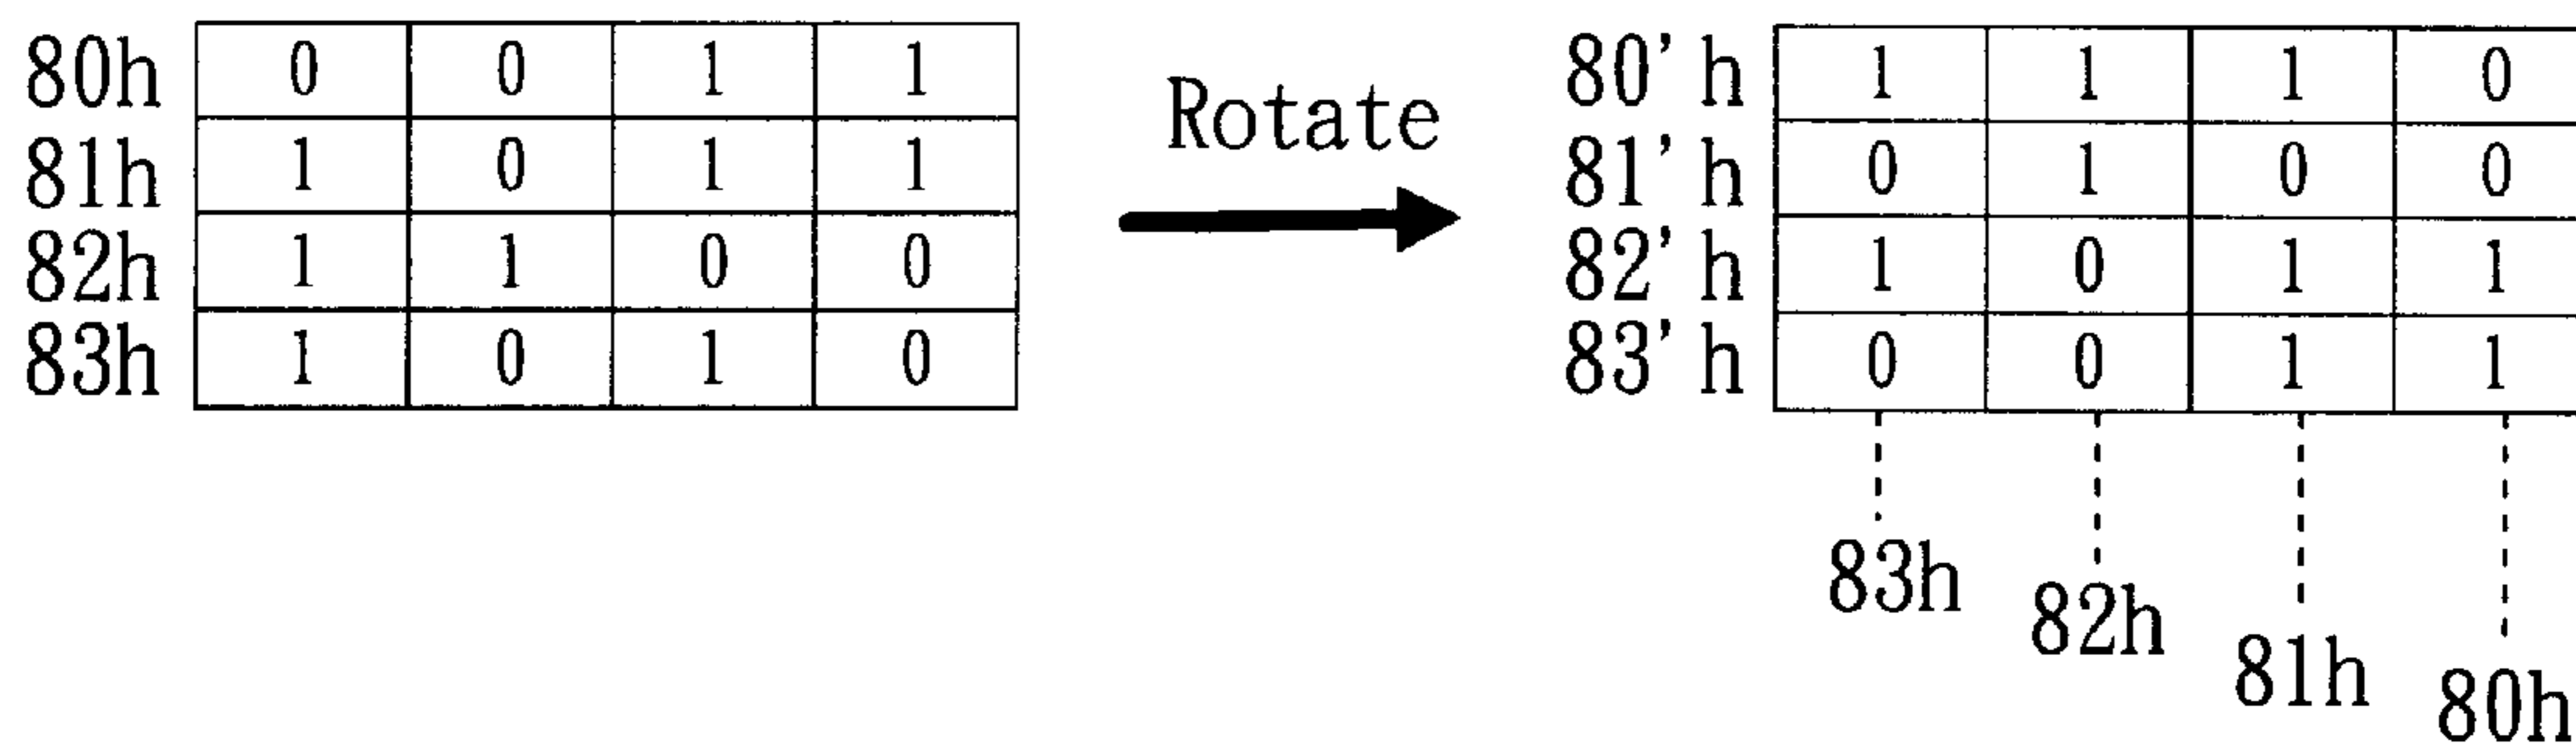 80h 0 0 1 1
81h 1 0 1 1
82h 1 1 0 0
83h 1 0 1 0
Rotate
80'h 1 1 1 0
81'h 0 1 0 0
82'h 1 0 1 1
83'h 0 0 1 1
83h
82h
81h
80h